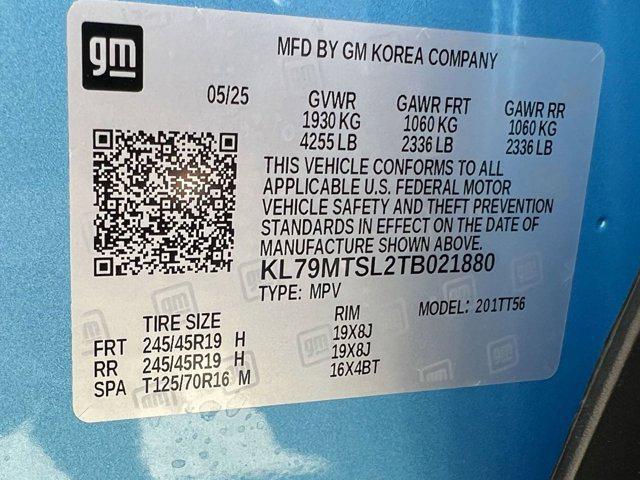 gm
MFD BY GM KOREA COMPANY
05/25 GVWR GAWR FRT GAWR RR
1930 KG 1060 KG 1060 KG
4255 LB 2336 LB 2336 LB
THIS VEHICLE CONFORMS TO ALL
APPLICABLE U.S. FEDERAL MOTOR
VEHICLE SAFETY AND THEFT PREVENTION
STANDARDS IN EFFECT ON THE DATE OF
MANUFACTURE SHOWN ABOVE.
KL79MTSL2TB021880
TYPE: MPV MODEL: 201TT56
TIRE SIZE RIM
FRT 245/45R19 H 19X8J
RR 245/45R19 H 19X8J
SPA T125/70R16 M 16X4BT